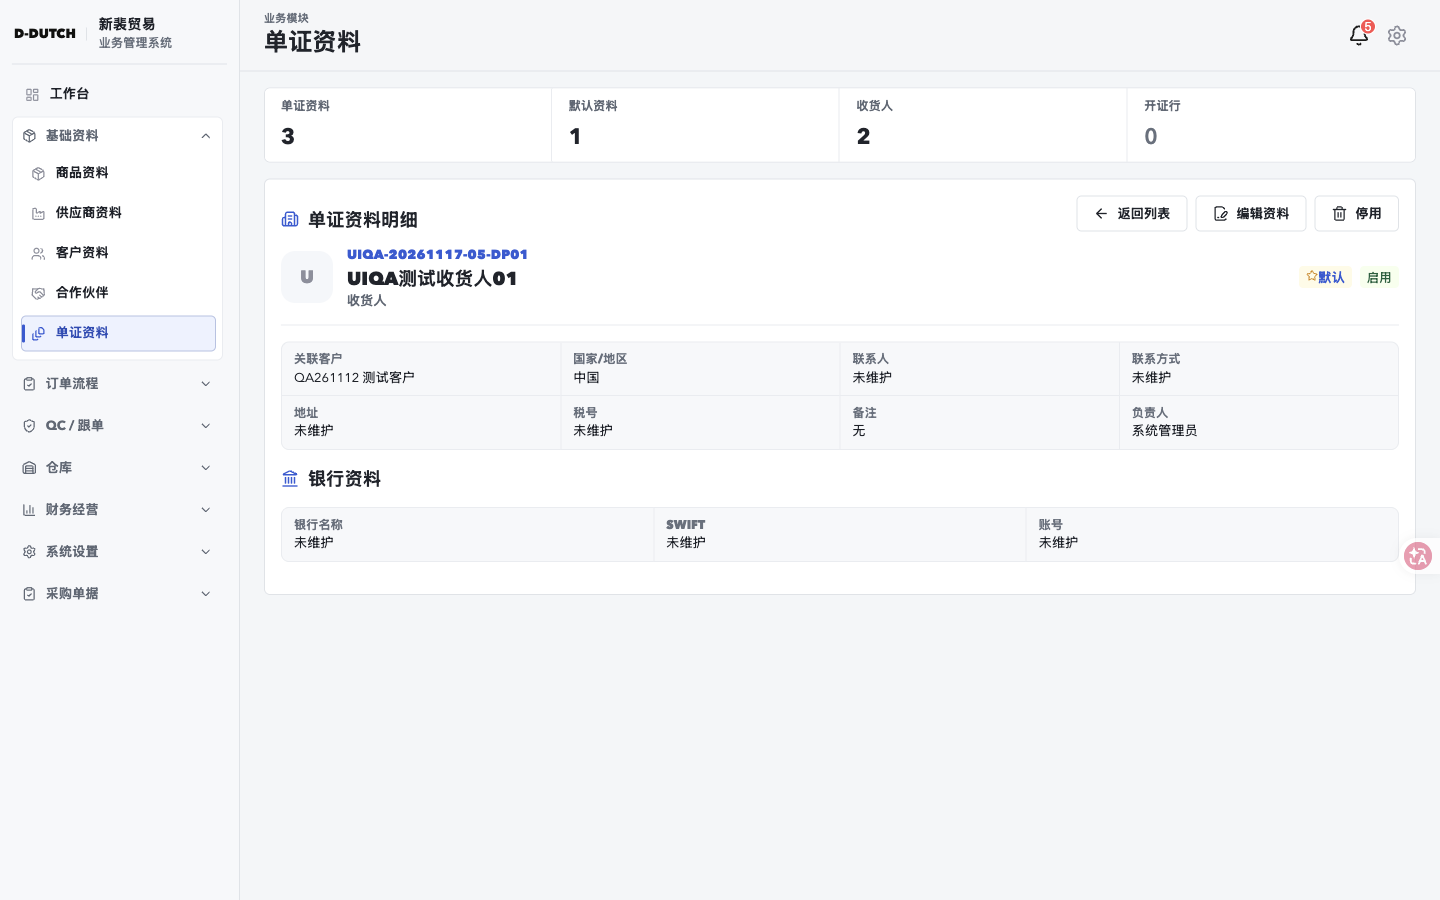 D-DUTCH
新裴贸易
业务管理系统
工作台
基础资料
商品资料
供应商资料
客户资料
合作伙伴
单证资料
订单流程
QC / 跟单
仓库
财务经营
系统设置
采购单据
业务模块
单证资料
5
单证资料
3
默认资料
1
收货人
2
开证行
0
单证资料明细
返回列表
编辑资料
停用
U
UIQA-20261117-05-DP01
UIQA测试收货人01
收货人
默认
启用
关联客户
QA261112 测试客户
国家/地区
中国
联系人
未维护
联系方式
未维护
地址
未维护
税号
未维护
备注
无
负责人
系统管理员
银行资料
银行名称
未维护
SWIFT
未维护
账号
未维护